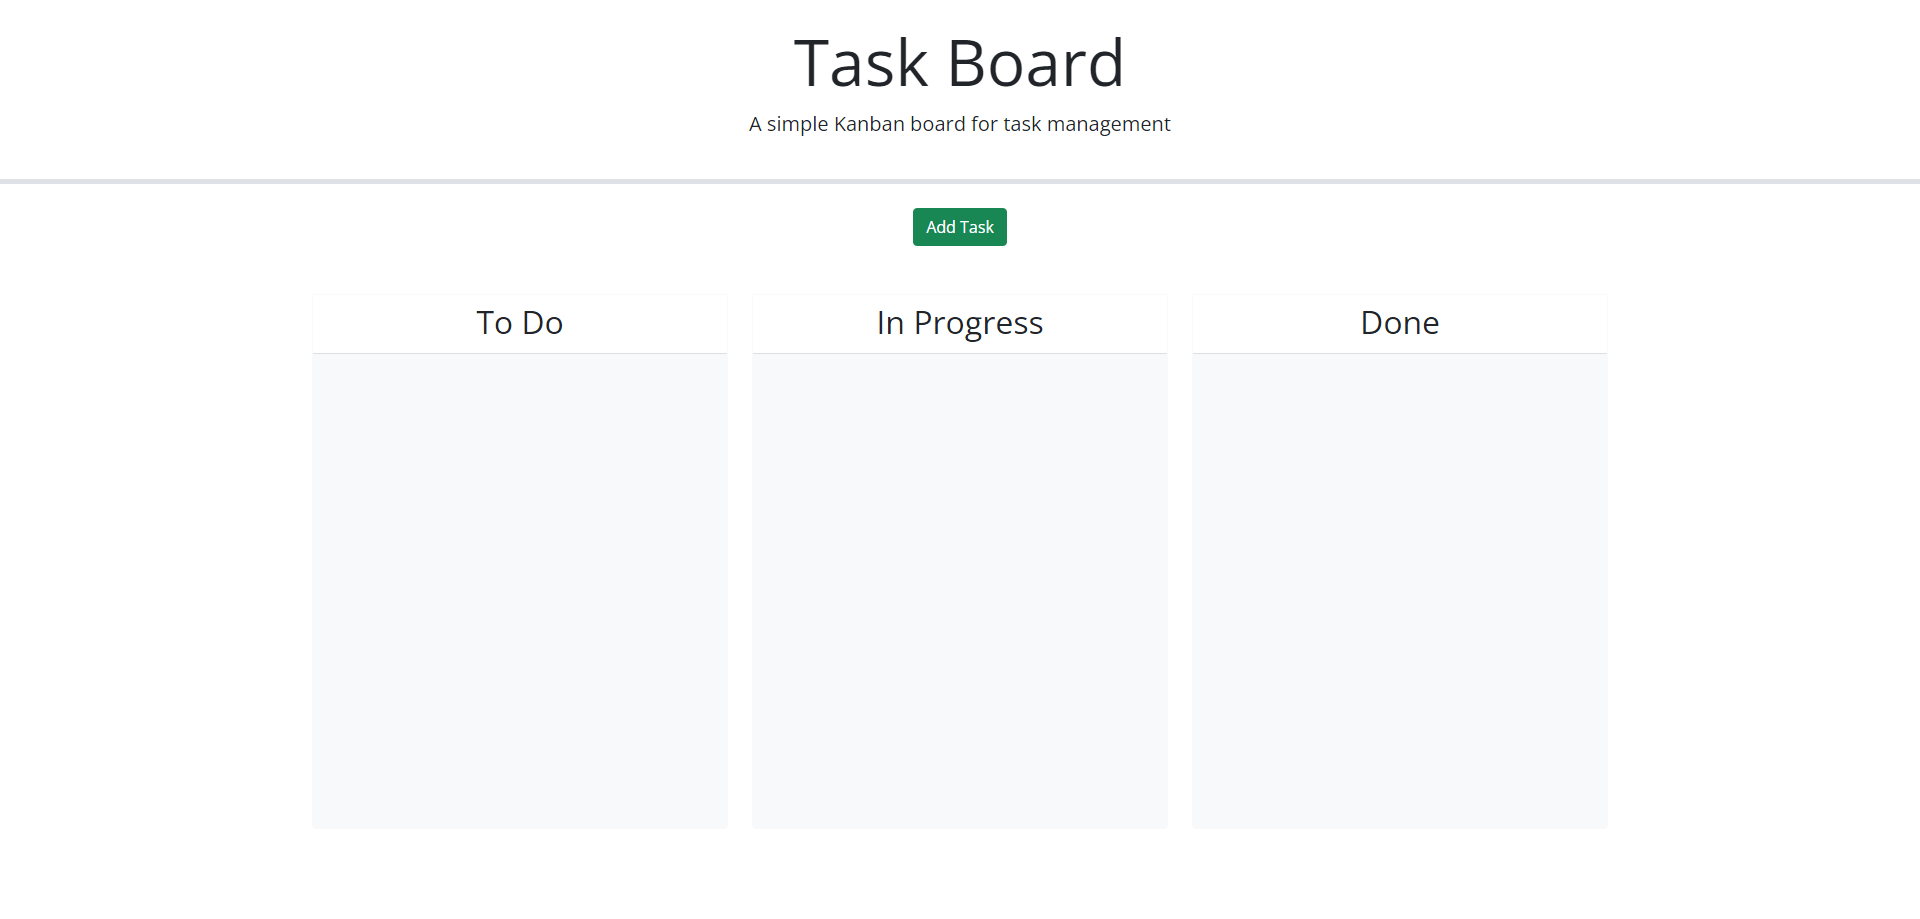 Task Board
A simple Kanban board for task management
Add Task
To Do
In Progress
Done